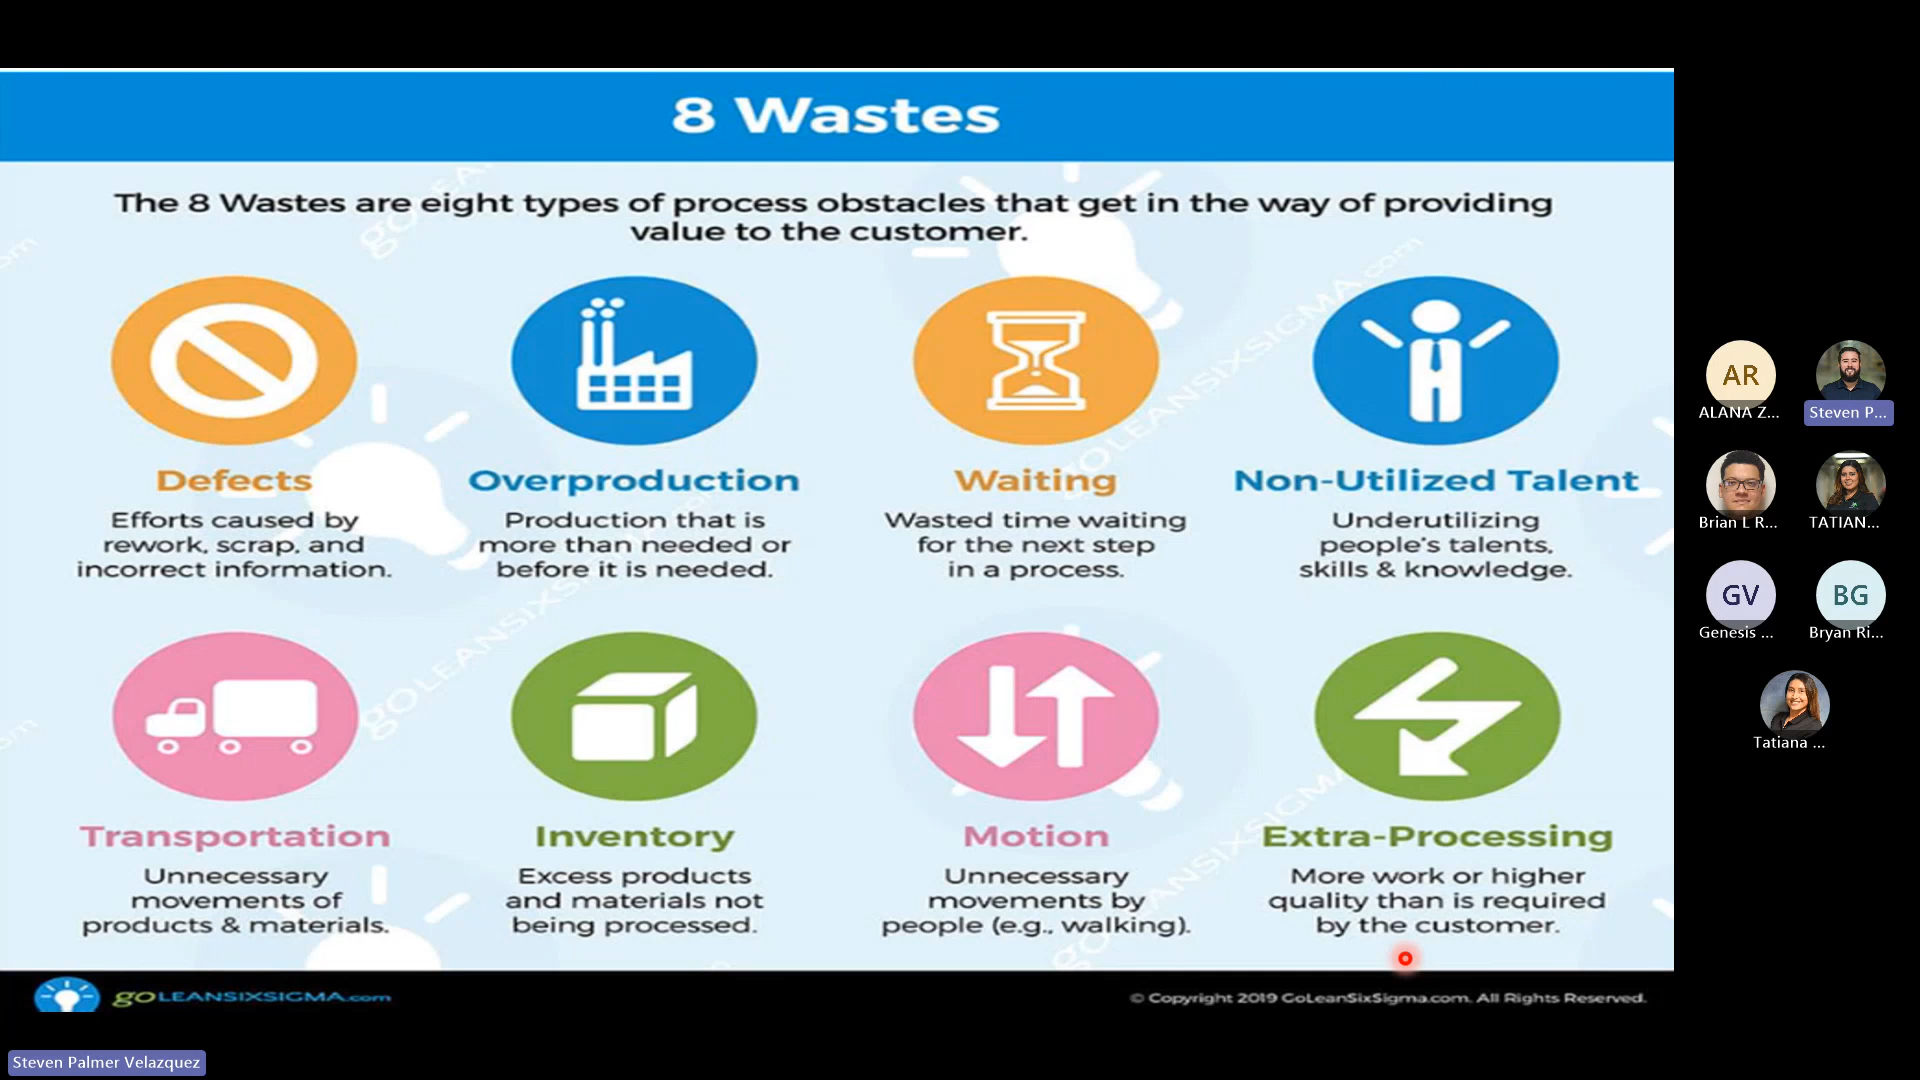 8 Wastes
The 8 Wastes are eight types of process obstacles that get in the way of providing
value to the customer.
Defects
Efforts caused by
rework, scrap, and
incorrect information.
Overproduction
Production that is
more than needed or
before it is needed.
Waiting
Wasted time waiting
for the next step
in a process.
Non-Utilized Talent
Underutilizing
people's talents,
skills & knowledge.
Transportation
Unnecessary
movements of
products & materials.
Inventory
Excess products
and materials not
being processed.
Motion
Unnecessary
movements by
people (e.g., walking).
Extra-Processing
More work or higher
quality than is required
by the customer.
goLEANSIXSIGMA.com
© Copyright 2019 GoLeanSixSigma.com. All Rights Reserved.
AR
ALANA Z...
Steven P...
Brian L R...
TATIAN...
GV
Genesis ...
BG
Bryan Ri...
Tatiana ...
Steven Palmer Velazquez